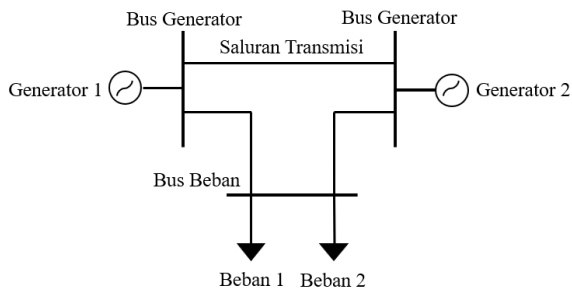 Bus Generator
Bus Generator
Saluran Transmisi
Generator 1
Generator 2
Bus Beban
Beban 1
Beban 2